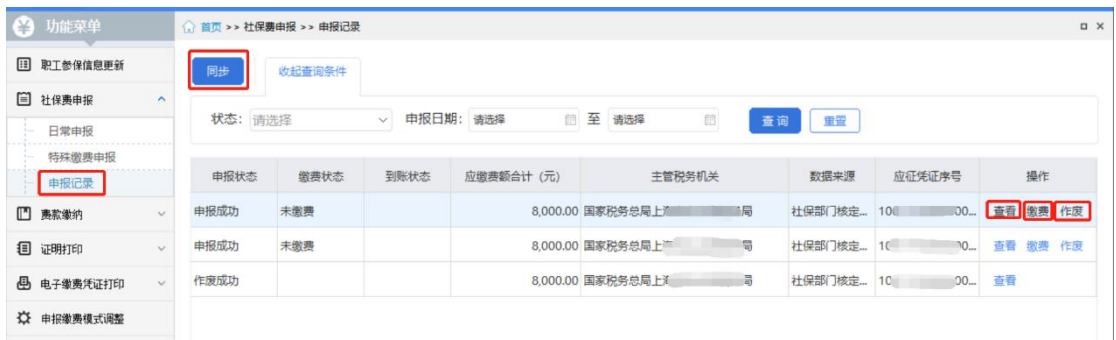 功能菜单
首页 >> 社保费申报 >> 申报记录
职工参保信息更新
社保费申报
日常申报
特殊缴费申报
申报记录
费款缴纳
证明打印
电子缴费凭证打印
申报缴费模式调整
同步
收起查询条件
状态： 请选择 申报日期： 请选择 至 请选择 查询 重置
申报状态 缴费状态 到账状态 应缴费额合计（元） 主管税务机关 数据来源 应征凭证序号 操作
申报成功 未缴费 8,000.00 国家税务总局上 局 社保部门核定... 10 00... 查看 缴费 作废
申报成功 未缴费 8,000.00 国家税务总局上 局 社保部门核定... 10 00... 查看 缴费 作废
作废成功 8,000.00 国家税务总局上 局 社保部门核定... 10 00... 查看